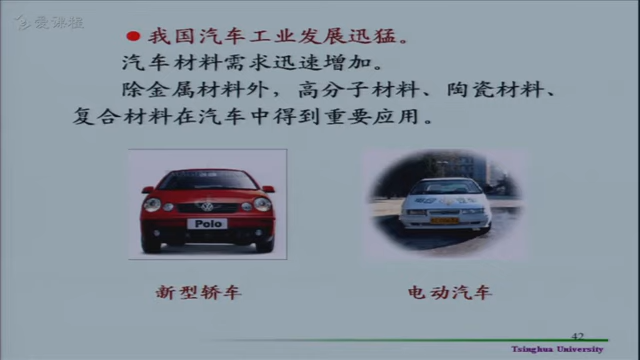 爱课程
我国汽车工业发展迅猛。
汽车材料需求迅速增加。
除金属材料外，高分子材料、陶瓷材料、
复合材料在汽车中得到重要应用。
Polo
新型轿车
电动汽车
42
Tsinghua University